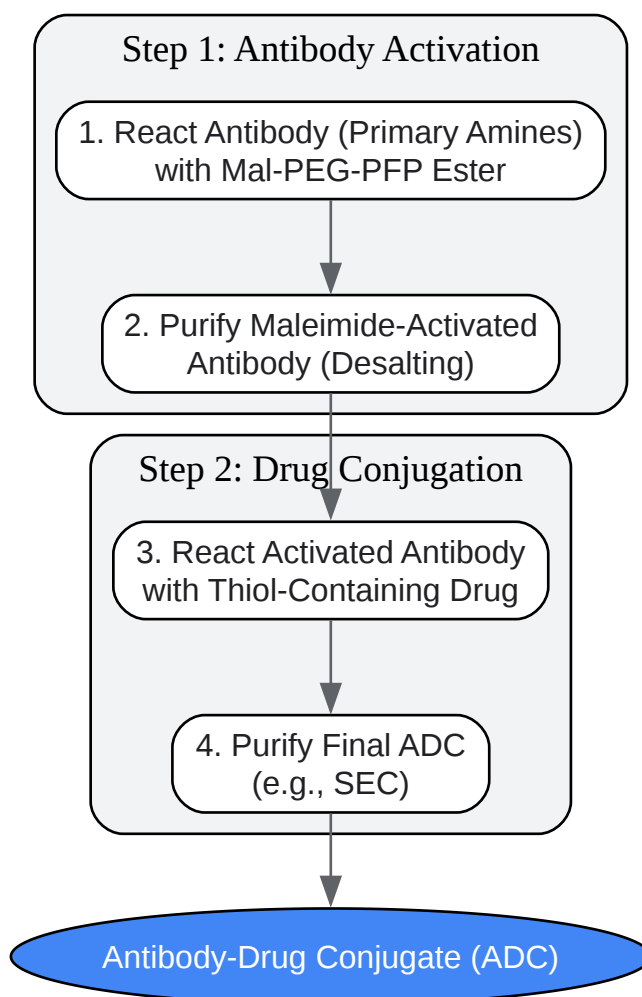 Step 1: Antibody Activation
1. React Antibody (Primary Amines)
with Mal-PEG-PFP Ester
2. Purify Maleimide-Activated
Antibody (Desalting)
Step 2: Drug Conjugation
3. React Activated Antibody
with Thiol-Containing Drug
4. Purify Final ADC
(e.g., SEC)
Antibody-Drug Conjugate (ADC)